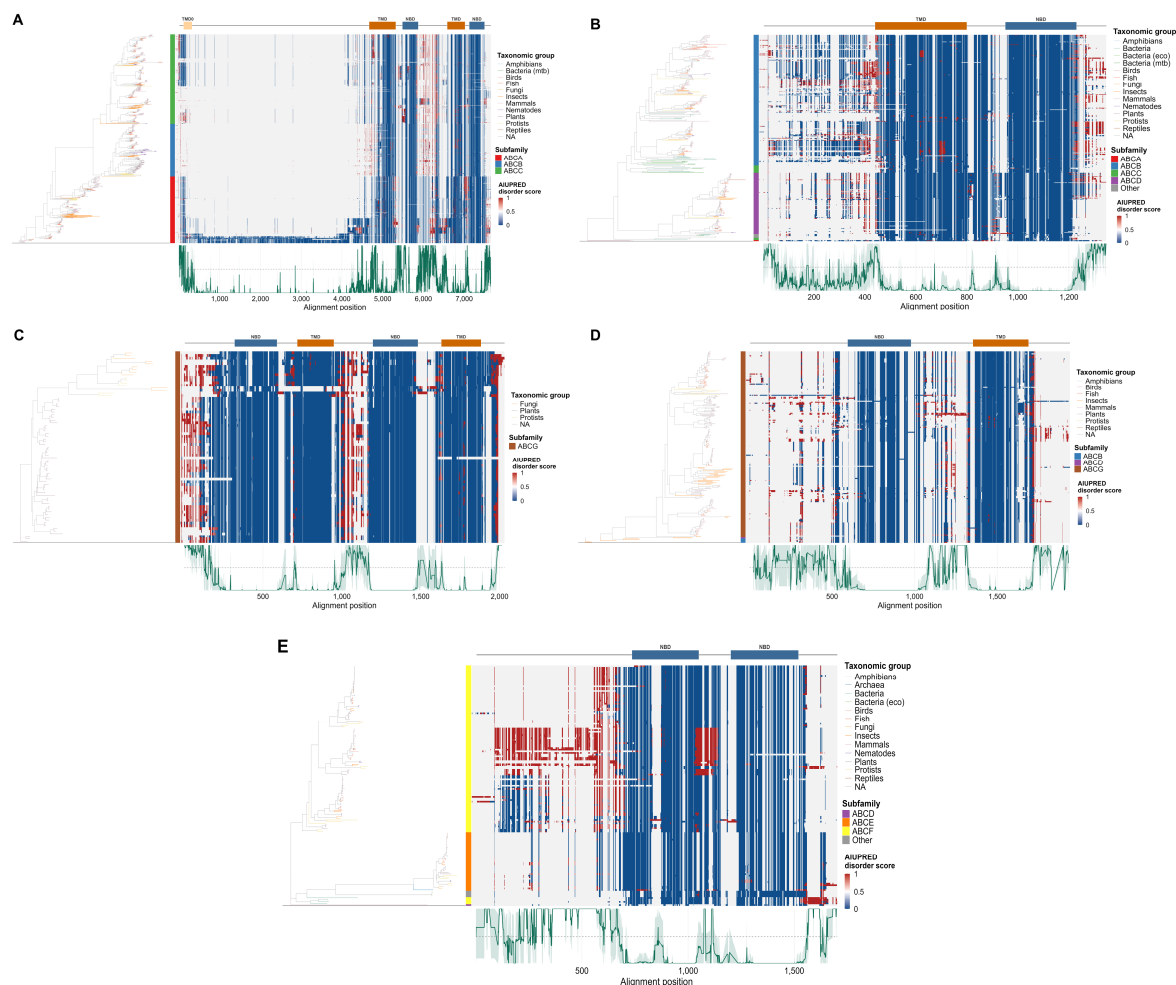 A
TMD0
TMD
NBD
TMD
NBD
Taxonomic group
Amphibians
Bacteria (mtb)
Birds
Fish
Fungi
Insects
Mammals
Nematodes
Plants
Protists
Reptiles
NA
Subfamily
ABCA
ABCB
ABCC
AIUPRED
disorder score
1
0.5
0
1,000
2,000
3,000
4,000
5,000
6,000
7,000
Alignment position
B
TMD
NBD
Taxonomic group
Amphibians
Bacteria
Bacteria (eco)
Bacteria (mtb)
Birds
Fish
Fungi
Insects
Mammals
Nematodes
Plants
Protists
Reptiles
NA
Subfamily
ABCA
ABCB
ABCC
ABCD
Other
AIUPRED
disorder score
1
0.5
0
200
400
600
800
1,000
1,200
Alignment position
C
NBD
TMD
NBD
TMD
Taxonomic group
Fungi
Plants
Protists
NA
Subfamily
ABCG
AIUPRED
disorder score
1
0.5
0
500
1,000
1,500
2,000
Alignment position
D
NBD
TMD
Taxonomic group
Amphibians
Birds
Fish
Insects
Mammals
Plants
Protists
Reptiles
NA
Subfamily
ABCB
ABCD
ABCG
AIUPRED
disorder score
1
0.5
0
500
1,000
1,500
Alignment position
E
NBD
NBD
Taxonomic group
Amphibians
Archaea
Bacteria
Bacteria (eco)
Birds
Fish
Fungi
Insects
Mammals
Nematodes
Plants
Protists
Reptiles
NA
Subfamily
ABCD
ABCE
ABCF
Other
AIUPRED
disorder score
1
0.5
0
500
1,000
1,500
Alignment position